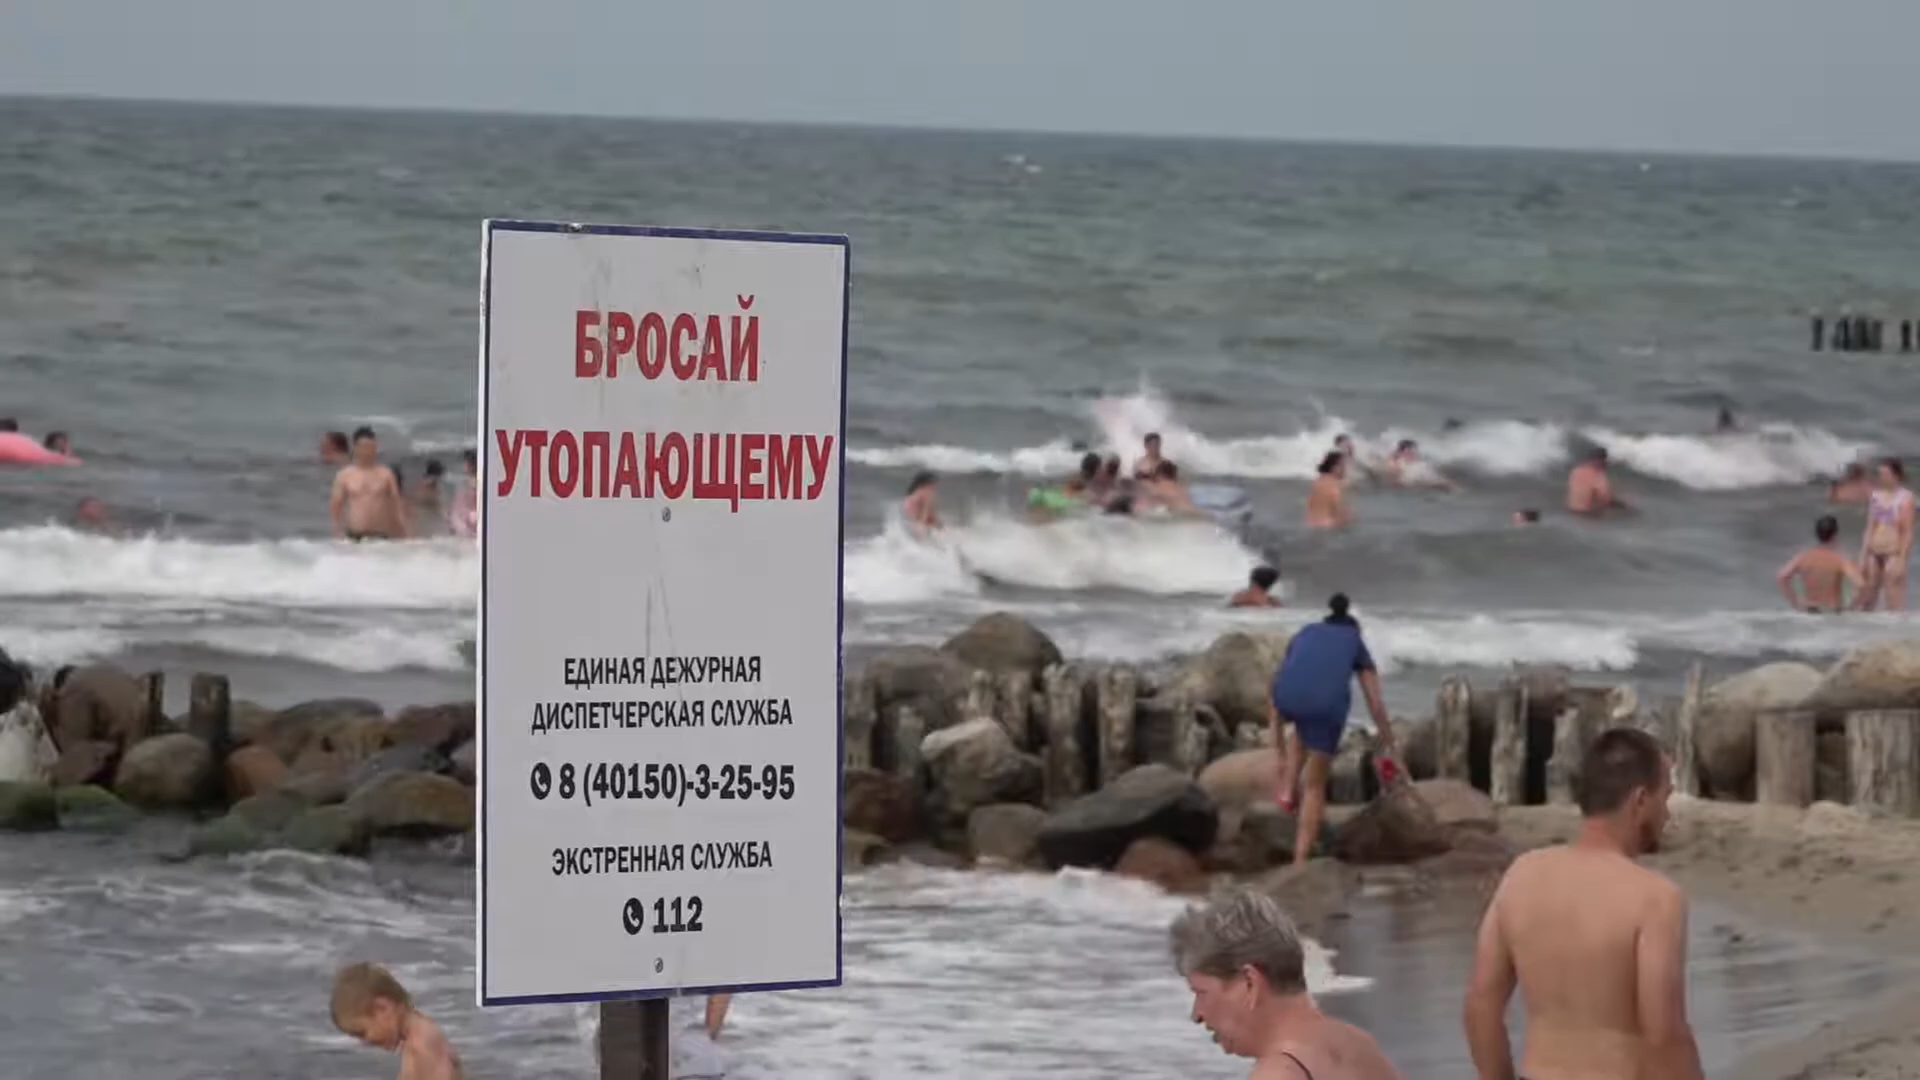 БРОСАЙ
УТОПАЮЩЕМУ
ЕДИНАЯ ДЕЖУРНАЯ
ДИСПЕТЧЕРСКАЯ СЛУЖБА
8 (40150)-3-25-95
ЭКСТРЕННАЯ СЛУЖБА
112